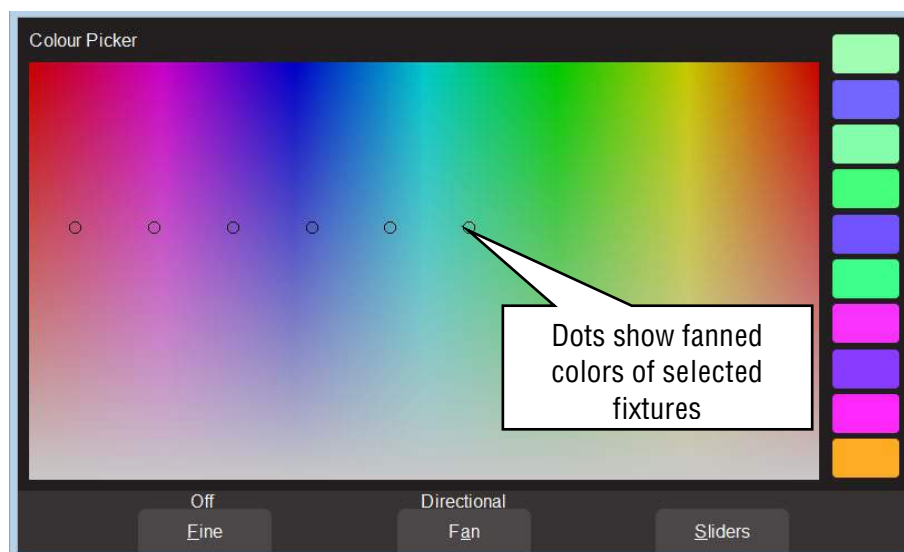 Colour Picker
Dots show fanned
colors of selected
fixtures
Off
Directional
Fine
Fan
Sliders